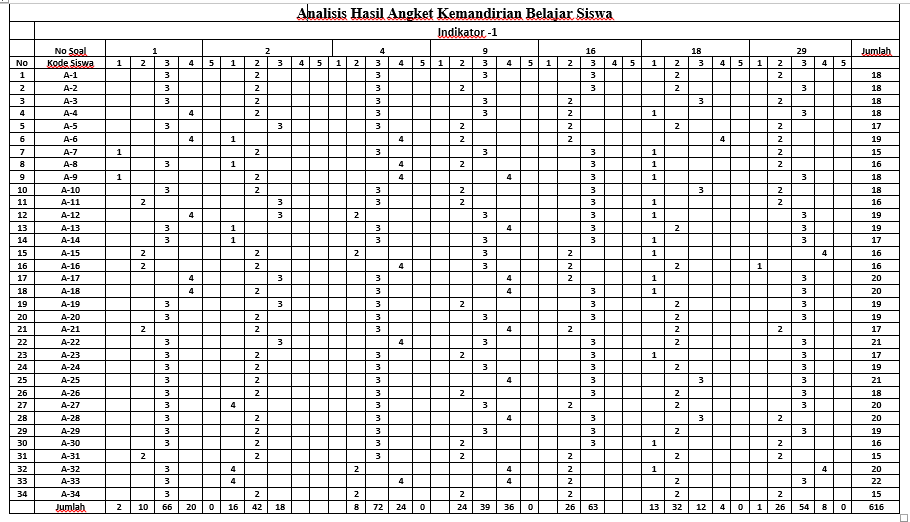 Analisis Hasil Angket Kemandirian Belajar Siswa
Indikator -1
No Soal 1 2 4 9 16 18 29 Jumlah
No Kode Siswa 1 2 3 4 5 1 2 3 4 5 1 2 3 4 5 1 2 3 4 5 1 2 3 4 5 1 2 3 4 5 1 2 3 4 5
1 A-1 3 2 3 3 3 2 2 18
2 A-2 3 2 3 2 3 2 3 18
3 A-3 3 2 3 3 2 3 2 18
4 A-4 4 2 3 3 2 1 3 18
5 A-5 3 3 3 2 2 2 2 17
6 A-6 4 1 4 2 2 4 2 19
7 A-7 1 2 3 3 3 1 2 15
8 A-8 3 1 4 2 3 1 2 16
9 A-9 1 2 4 4 3 1 3 18
10 A-10 3 2 3 2 3 3 2 18
11 A-11 2 3 3 2 3 1 2 16
12 A-12 4 3 2 3 3 1 3 19
13 A-13 3 1 3 4 3 2 3 19
14 A-14 3 1 3 3 3 1 3 17
15 A-15 2 2 2 3 2 1 4 16
16 A-16 2 2 4 3 2 2 1 16
17 A-17 4 3 3 4 2 1 3 20
18 A-18 4 2 3 4 3 1 3 20
19 A-19 3 3 3 2 3 2 3 19
20 A-20 3 2 3 3 3 2 3 19
21 A-21 2 2 3 4 2 2 2 17
22 A-22 3 3 4 3 3 2 3 21
23 A-23 3 2 3 2 3 1 3 17
24 A-24 3 2 3 3 3 2 3 19
25 A-25 3 2 3 4 3 3 3 21
26 A-26 3 2 3 2 3 2 3 18
27 A-27 3 4 3 3 2 2 3 20
28 A-28 3 2 3 4 3 3 2 20
29 A-29 3 2 3 3 3 2 3 19
30 A-30 3 2 3 2 3 1 2 16
31 A-31 2 2 3 2 2 2 2 15
32 A-32 3 4 2 4 2 1 4 20
33 A-33 3 4 4 4 2 2 3 22
34 A-34 3 2 2 2 2 2 2 15
Jumlah 2 10 66 20 0 16 42 18 8 72 24 0 24 39 36 0 26 63 13 32 12 4 0 1 26 54 8 0 616